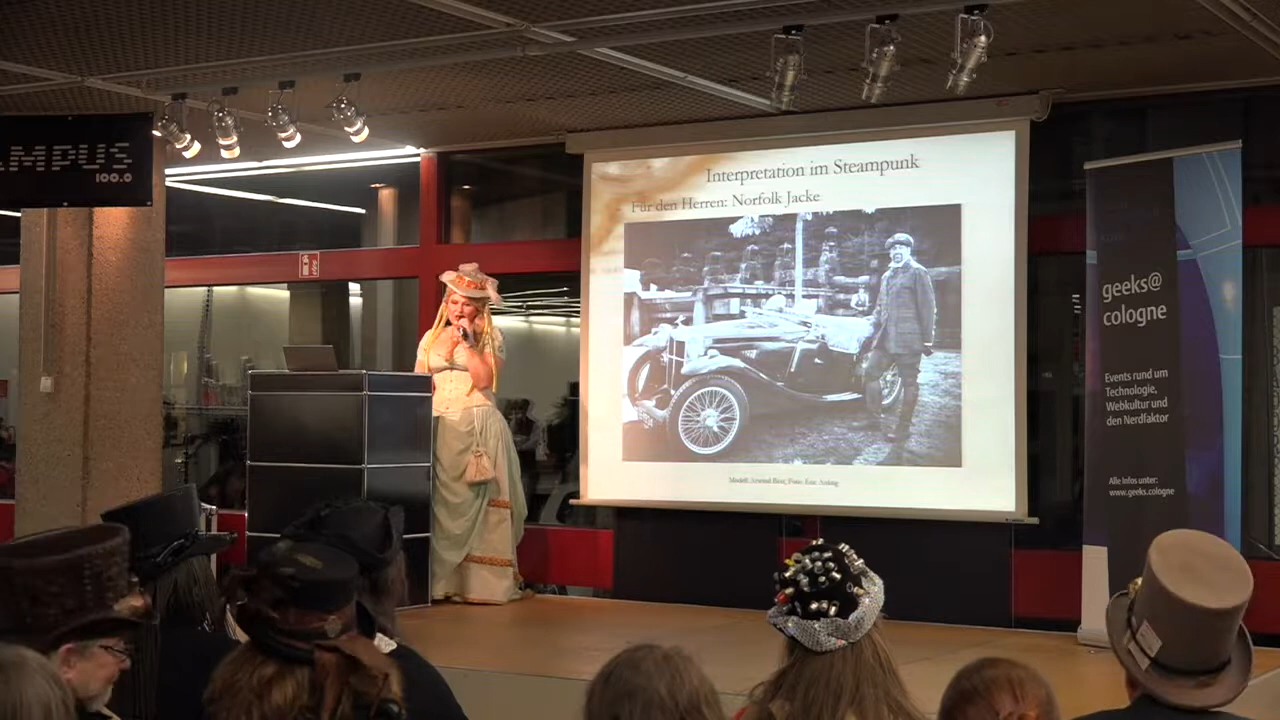 AMPUS
100.0
Interpretation im Steampunk
Für den Herren: Norfolk Jacke
geeks@
cologne
Events rund um
Technologie,
Webkultur und
den Nerdfaktor
Alle Infos unter:
www.geeks.cologne